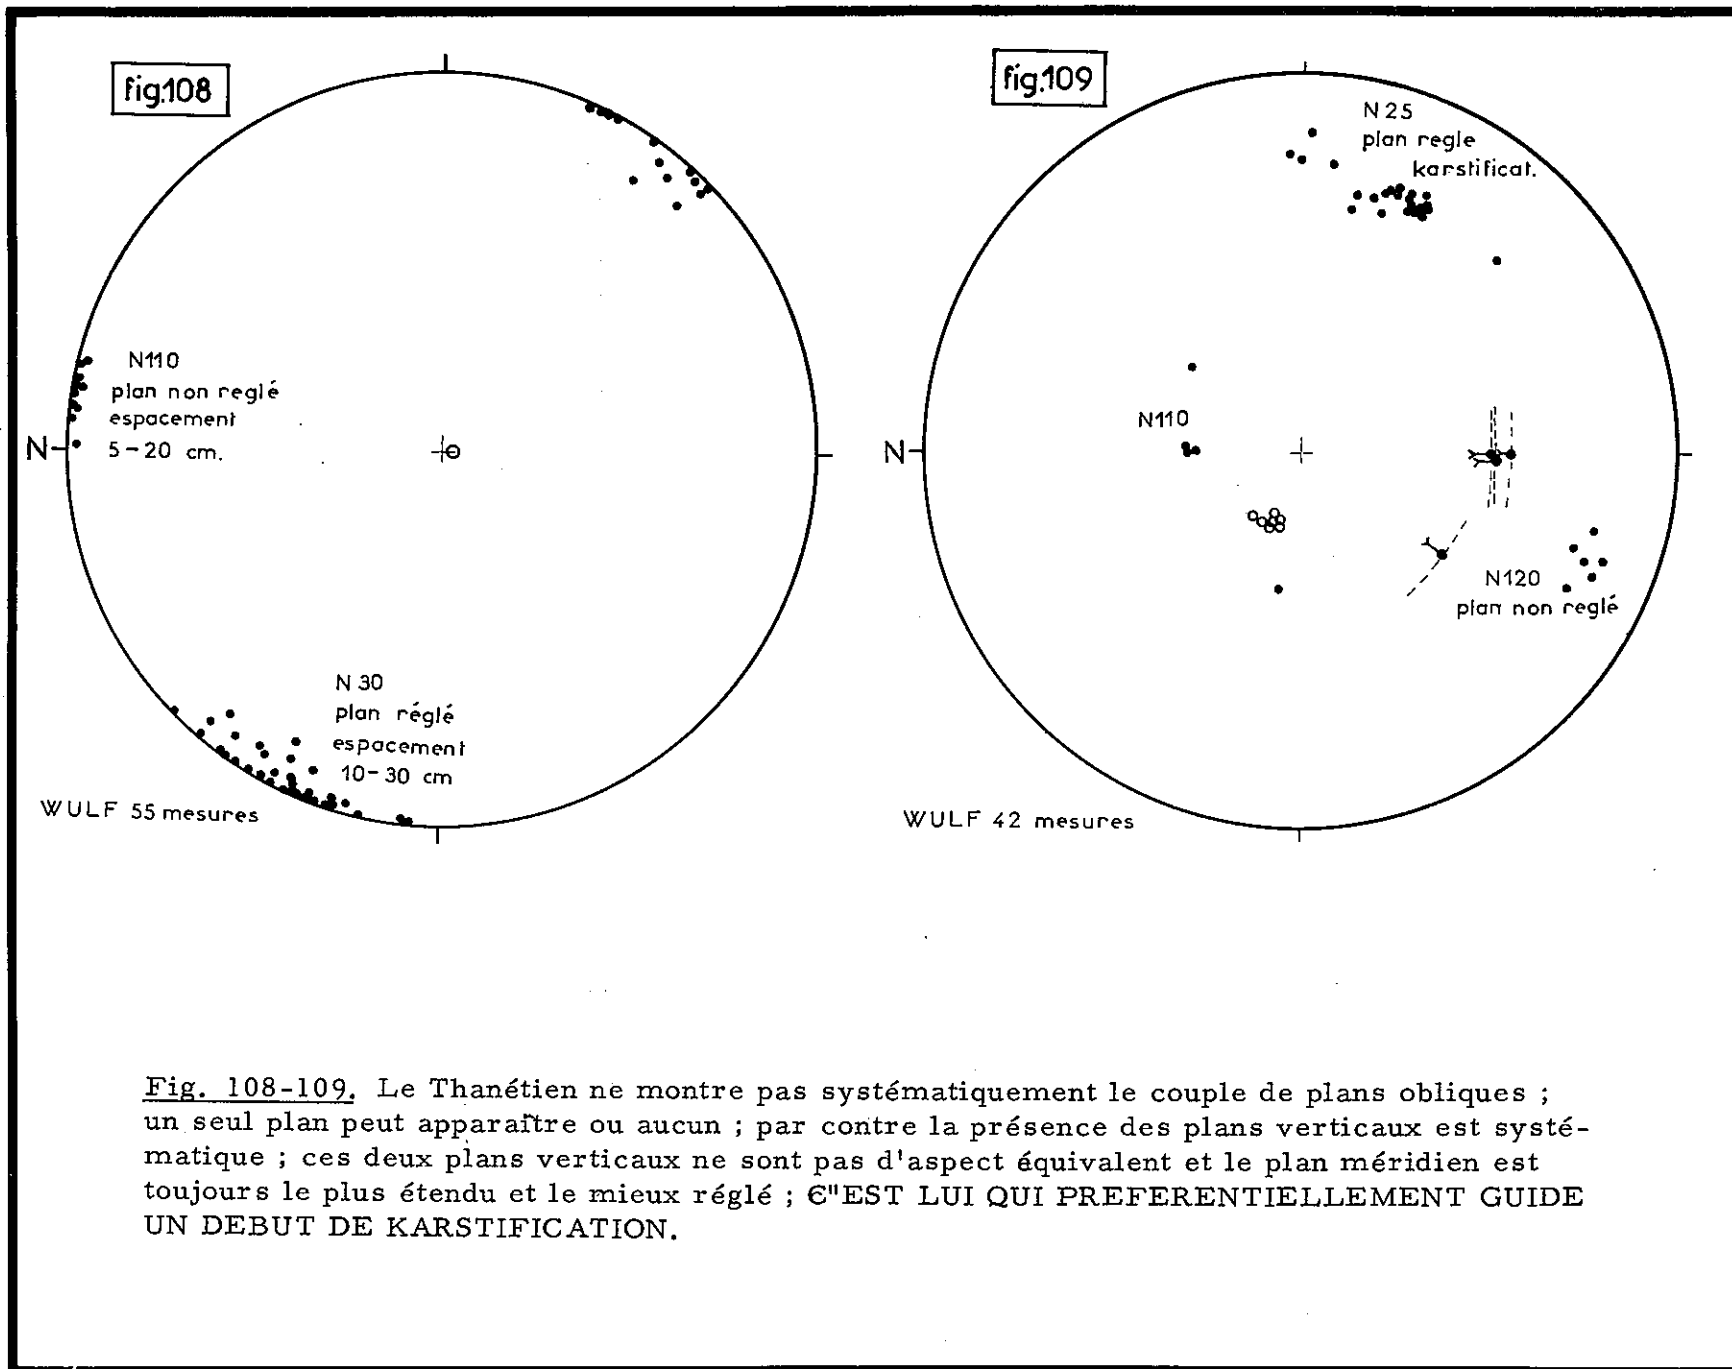 fig.108
N110
plan non reglé
espacement
5-20 cm.
N
N 30
plan réglé
espacement
10-30 cm
WULF 55 mesures
fig.109
N 25
plan regle
karstificat.
N110
N
N120
plan non reglé
WULF 42 mesures
Fig. 108-109. Le Thanétien ne montre pas systématiquement le couple de plans obliques ;
un seul plan peut apparaître ou aucun ; par contre la présence des plans verticaux est systé-
matique ; ces deux plans verticaux ne sont pas d'aspect équivalent et le plan méridien est
toujours le plus étendu et le mieux réglé ; C"EST LUI QUI PREFERENTIELLEMENT GUIDE
UN DEBUT DE KARSTIFICATION.